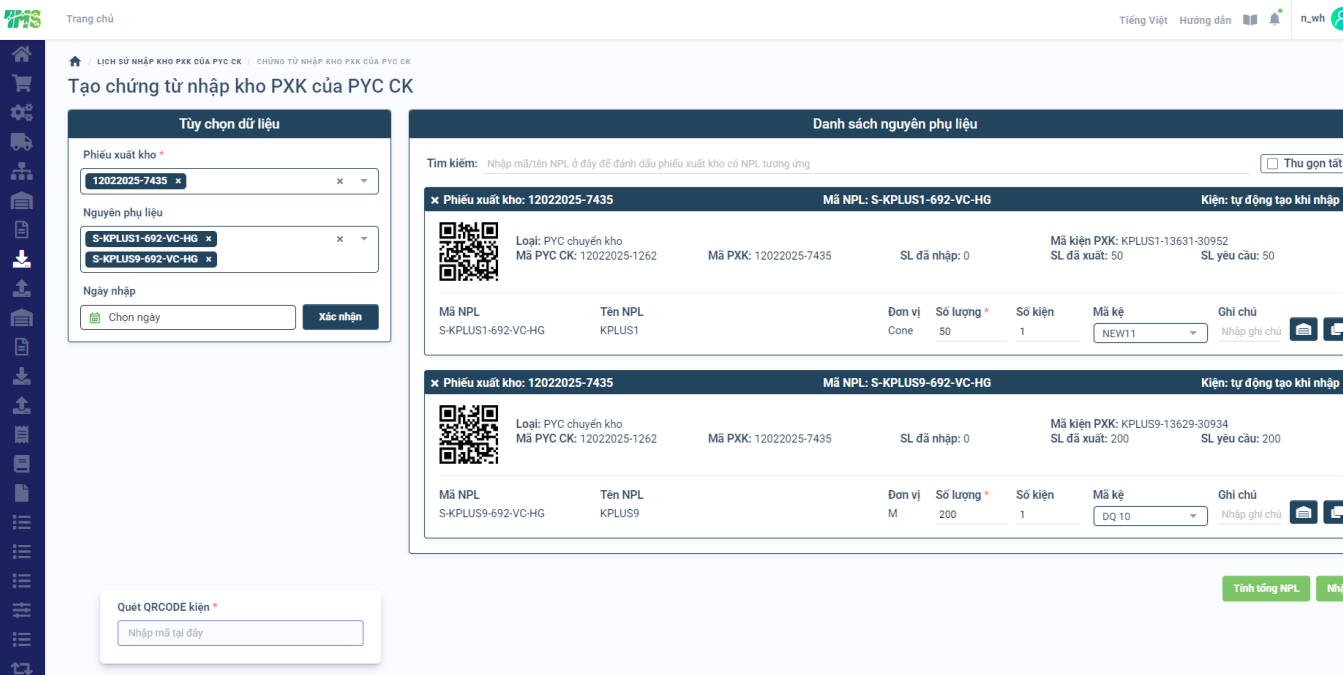 TMS
Trang chủ
Tiếng Việt Hướng dẫn n_wh
/ LỊCH SỬ NHẬP KHO PXK CỦA PYC CK / CHỨNG TỪ NHẬP KHO PXK CỦA PYC CK
Tạo chứng từ nhập kho PXK của PYC CK
Tùy chọn dữ liệu
Phiếu xuất kho *
12022025-7435 ×
Nguyên phụ liệu
S-KPLUS1-692-VC-HG ×
S-KPLUS9-692-VC-HG ×
Ngày nhập
Chọn ngày
Xác nhận
Danh sách nguyên phụ liệu
Tìm kiếm: Nhập mã/tên NPL ở đây để đánh dấu phiếu xuất kho có NPL tương ứng
Thu gọn tất
× Phiếu xuất kho: 12022025-7435 Mã NPL: S-KPLUS1-692-VC-HG Kiện: tự động tạo khi nhập
Loại: PYC chuyển kho Mã kiện PXK: KPLUS1-13631-30952
Mã PYC CK: 12022025-1262 Mã PXK: 12022025-7435 SL đã nhập: 0 SL đã xuất: 50 SL yêu cầu: 50
Mã NPL Tên NPL Đơn vị Số lượng * Số kiện Mã kệ Ghi chú
S-KPLUS1-692-VC-HG KPLUS1 Cone 50 1 NEW11 Nhập ghi chú
× Phiếu xuất kho: 12022025-7435 Mã NPL: S-KPLUS9-692-VC-HG Kiện: tự động tạo khi nhập
Loại: PYC chuyển kho Mã kiện PXK: KPLUS9-13629-30934
Mã PYC CK: 12022025-1262 Mã PXK: 12022025-7435 SL đã nhập: 0 SL đã xuất: 200 SL yêu cầu: 200
Mã NPL Tên NPL Đơn vị Số lượng * Số kiện Mã kệ Ghi chú
S-KPLUS9-692-VC-HG KPLUS9 M 200 1 DQ 10 Nhập ghi chú
Tính tổng NPL
Quét QRCODE kiện *
Nhập mã tại đây